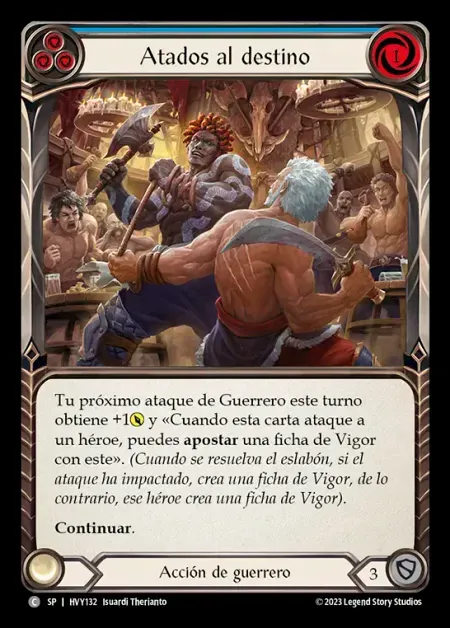 Atados al destino
1
Tu próximo ataque de Guerrero este turno
obtiene +1 y «Cuando esta carta ataque a
un héroe, puedes apostar una ficha de Vigor
con este». (Cuando se resuelva el eslabón, si el
ataque ha impactado, crea una ficha de Vigor, de lo
contrario, ese héroe crea una ficha de Vigor).
Continuar.
Acción de guerrero
3
C SP | HVY132 Isuardi Therianto
© 2023 Legend Story Studios